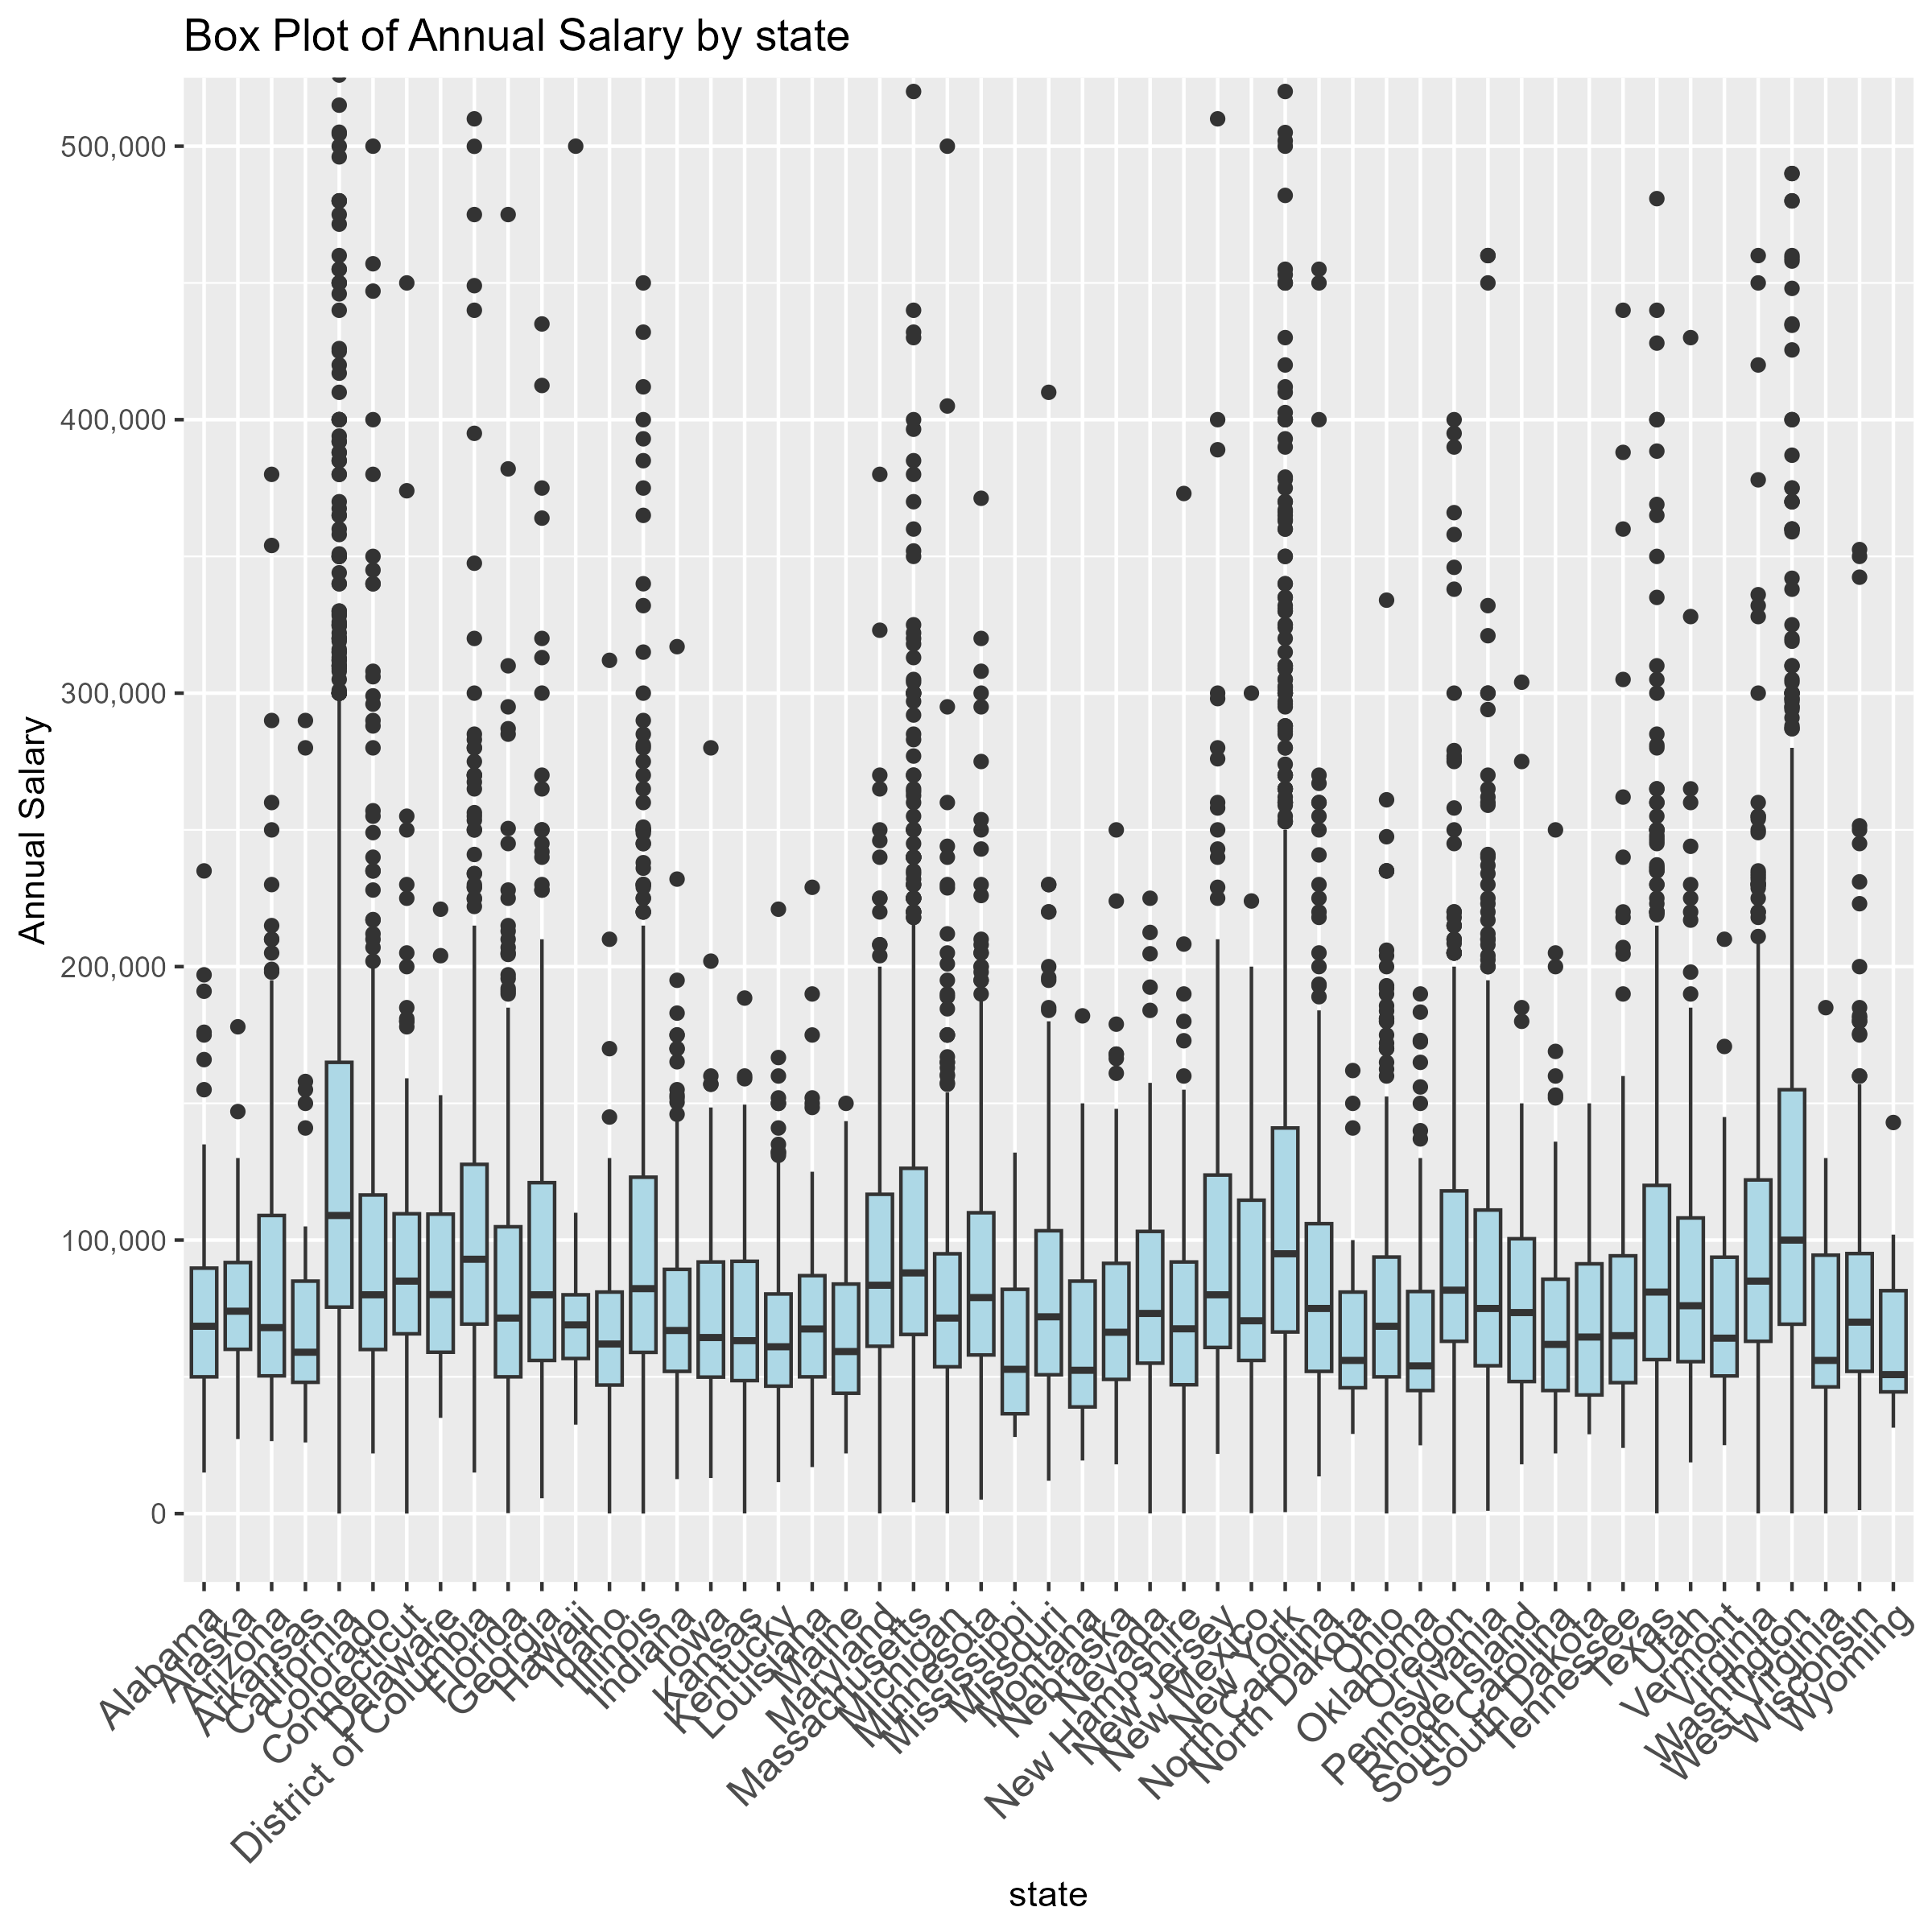 Box Plot of Annual Salary by state
Annual Salary
500,000
400,000
300,000
200,000
100,000
0
Alabama
Alaska
Arizona
Arkansas
California
Colorado
Connecticut
Delaware
District of Columbia
Florida
Georgia
Hawaii
Idaho
Illinois
Indiana
Iowa
Kansas
Kentucky
Louisiana
Maine
Maryland
Massachusetts
Michigan
Minnesota
Mississippi
Missouri
Montana
Nebraska
Nevada
New Hampshire
New Jersey
New Mexico
New York
North Carolina
North Dakota
Ohio
Oklahoma
Oregon
Pennsylvania
Rhode Island
South Carolina
South Dakota
Tennessee
Texas
Utah
Vermont
Virginia
Washington
West Virginia
Wisconsin
Wyoming
state